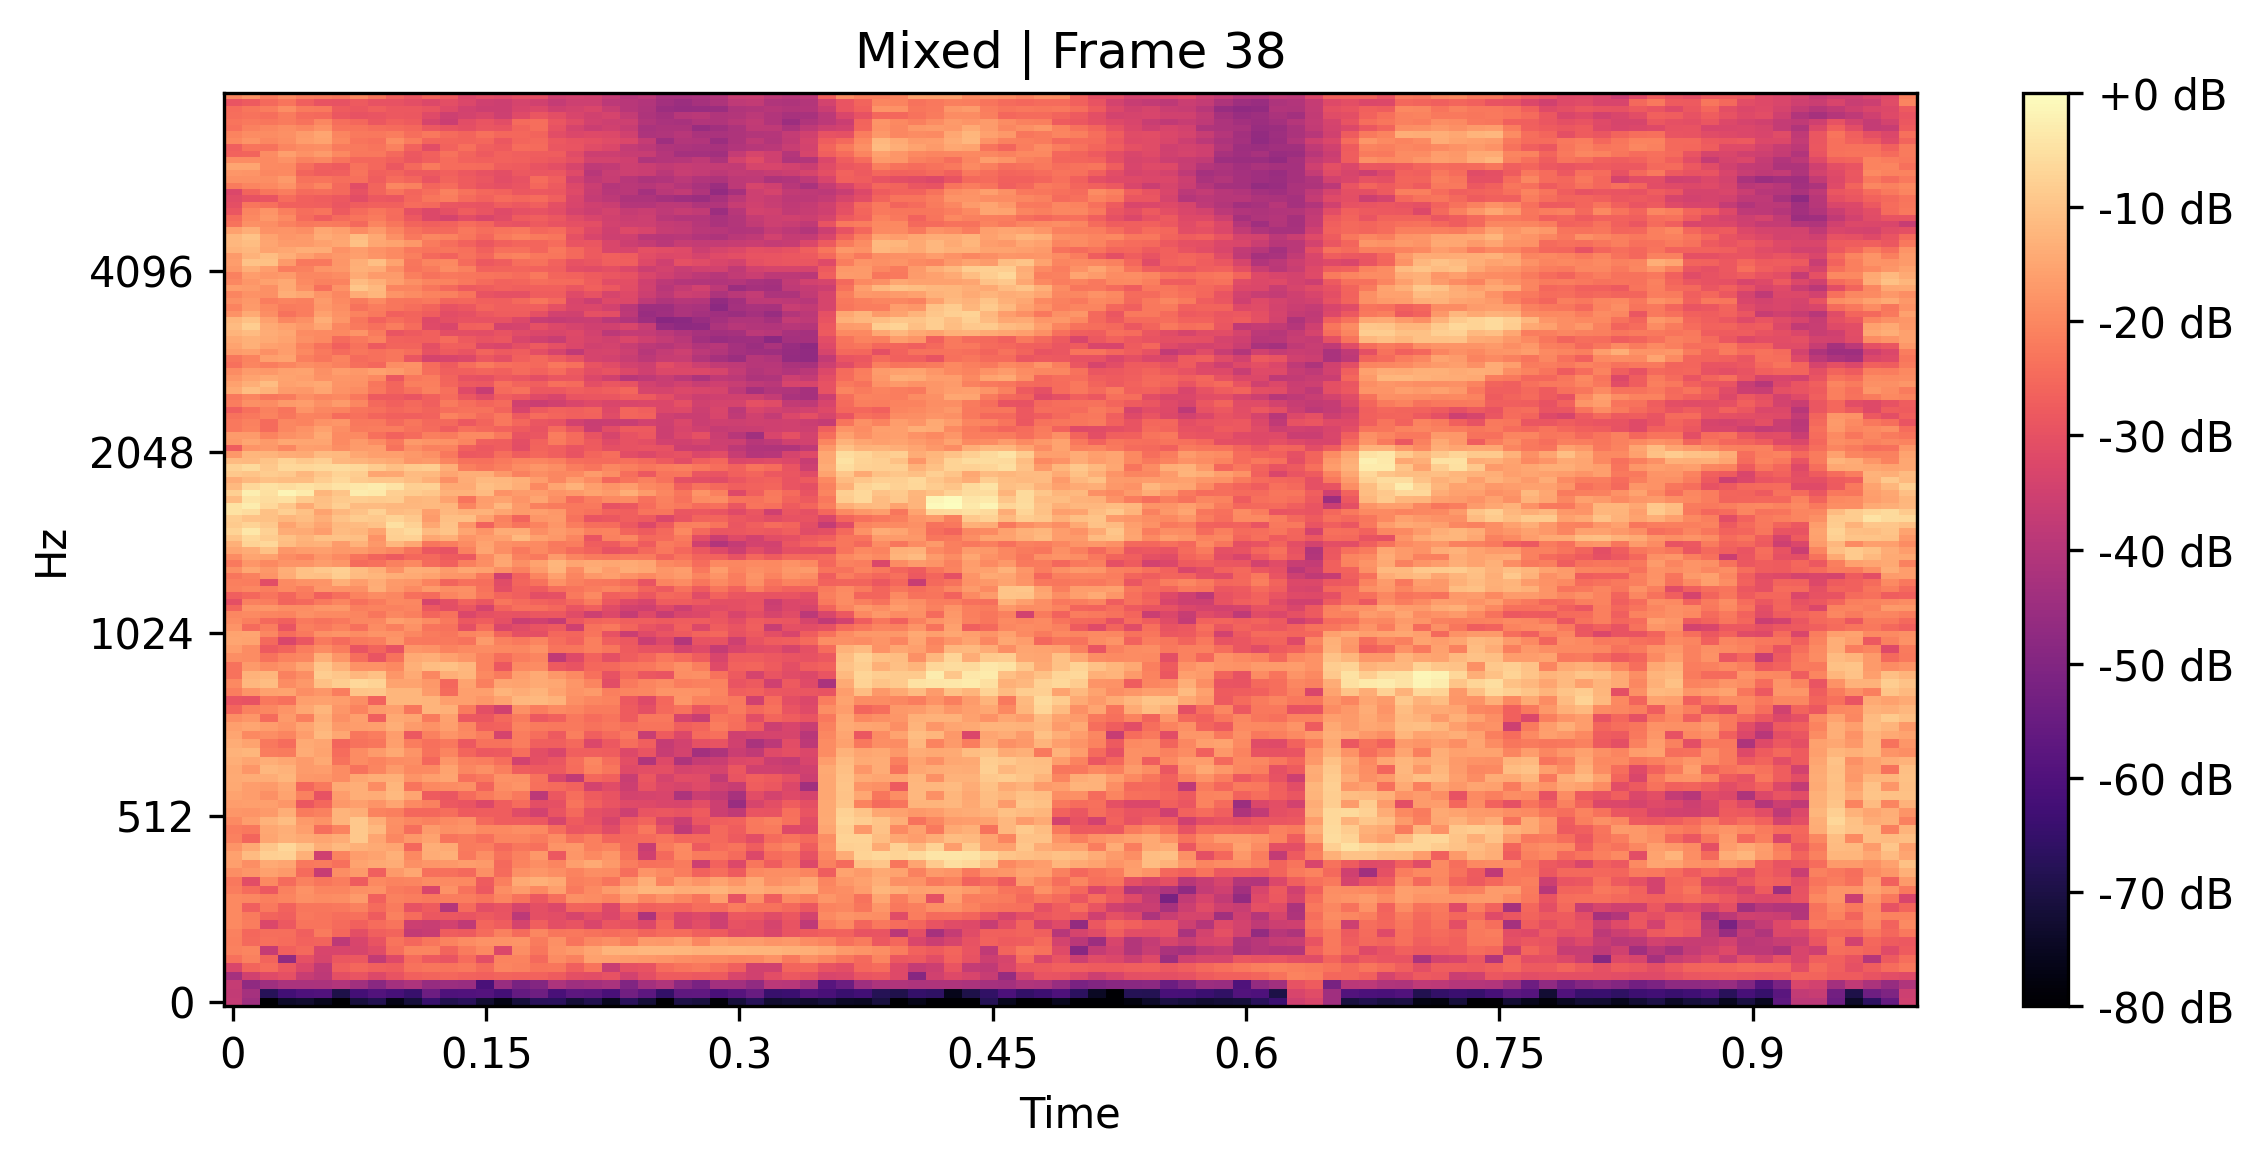 Mixed | Frame 38
+0 dB
-10 dB
-20 dB
-30 dB
-40 dB
-50 dB
-60 dB
-70 dB
-80 dB
Hz
4096
2048
1024
512
0
0 0.15 0.3 0.45 0.6 0.75 0.9
Time